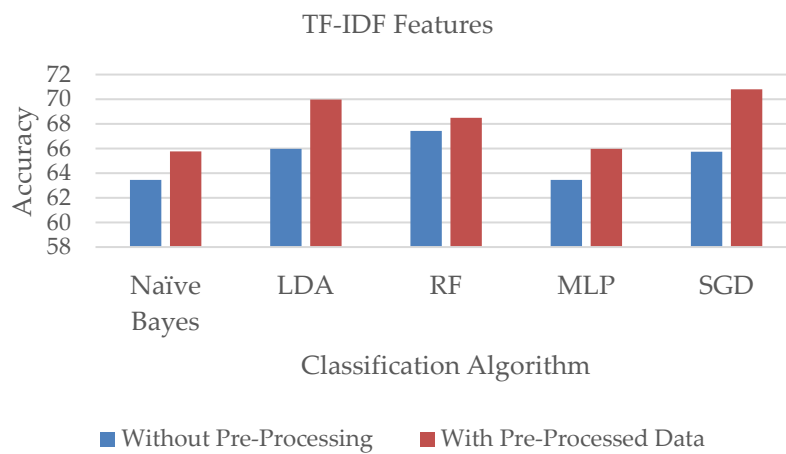 TF-IDF Features
72
70
68
66
64
62
60
58
Accuracy
Naïve Bayes
LDA
RF
MLP
SGD
Classification Algorithm
Without Pre-Processing
With Pre-Processed Data